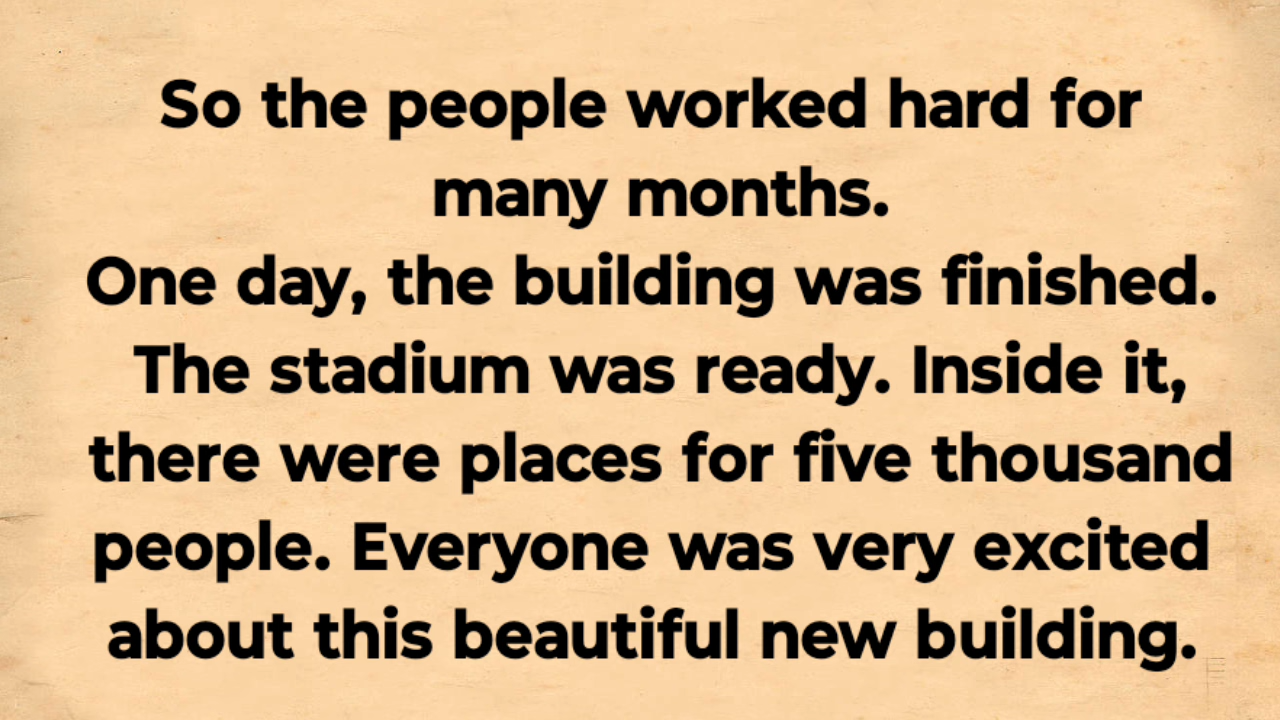 So the people worked hard for
many months.
One day, the building was finished.
The stadium was ready. Inside it,
there were places for five thousand
people. Everyone was very excited
about this beautiful new building.